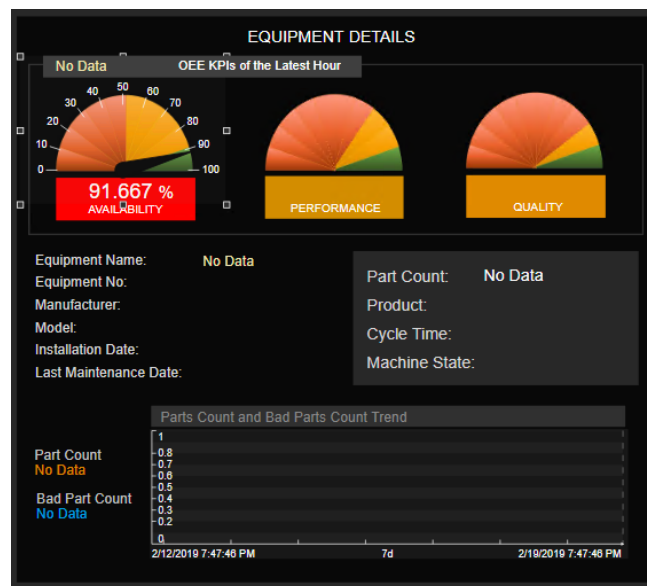 EQUIPMENT DETAILS
No Data OEE KPIs of the Latest Hour
0 10 20 30 40 50 60 70 80 90 100
91.667 %
AVAILABILITY
PERFORMANCE
QUALITY
Equipment Name: No Data
Equipment No:
Manufacturer:
Model:
Installation Date:
Last Maintenance Date:
Part Count: No Data
Product:
Cycle Time:
Machine State:
Parts Count and Bad Parts Count Trend
Part Count
No Data
Bad Part Count
No Data
1
0.8
0.7
0.6
0.5
0.4
0.3
0.2
0
2/12/2019 7:47:46 PM 7d 2/19/2019 7:47:46 PM